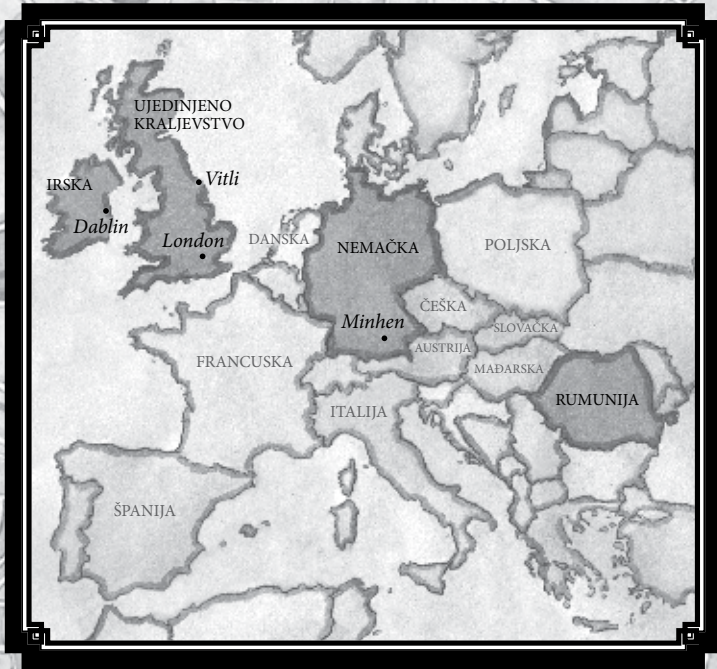 UJEDINJENO
KRALJEVSTVO
IRSKA
Vitli
Dablin
London
DANSKA
NEMAČKA
POLJSKA
ČEŠKA
Minhen
SLOVAČKA
AUSTRIJA
FRANCUSKA
MAĐARSKA
RUMUNIJA
ITALIJA
ŠPANIJA